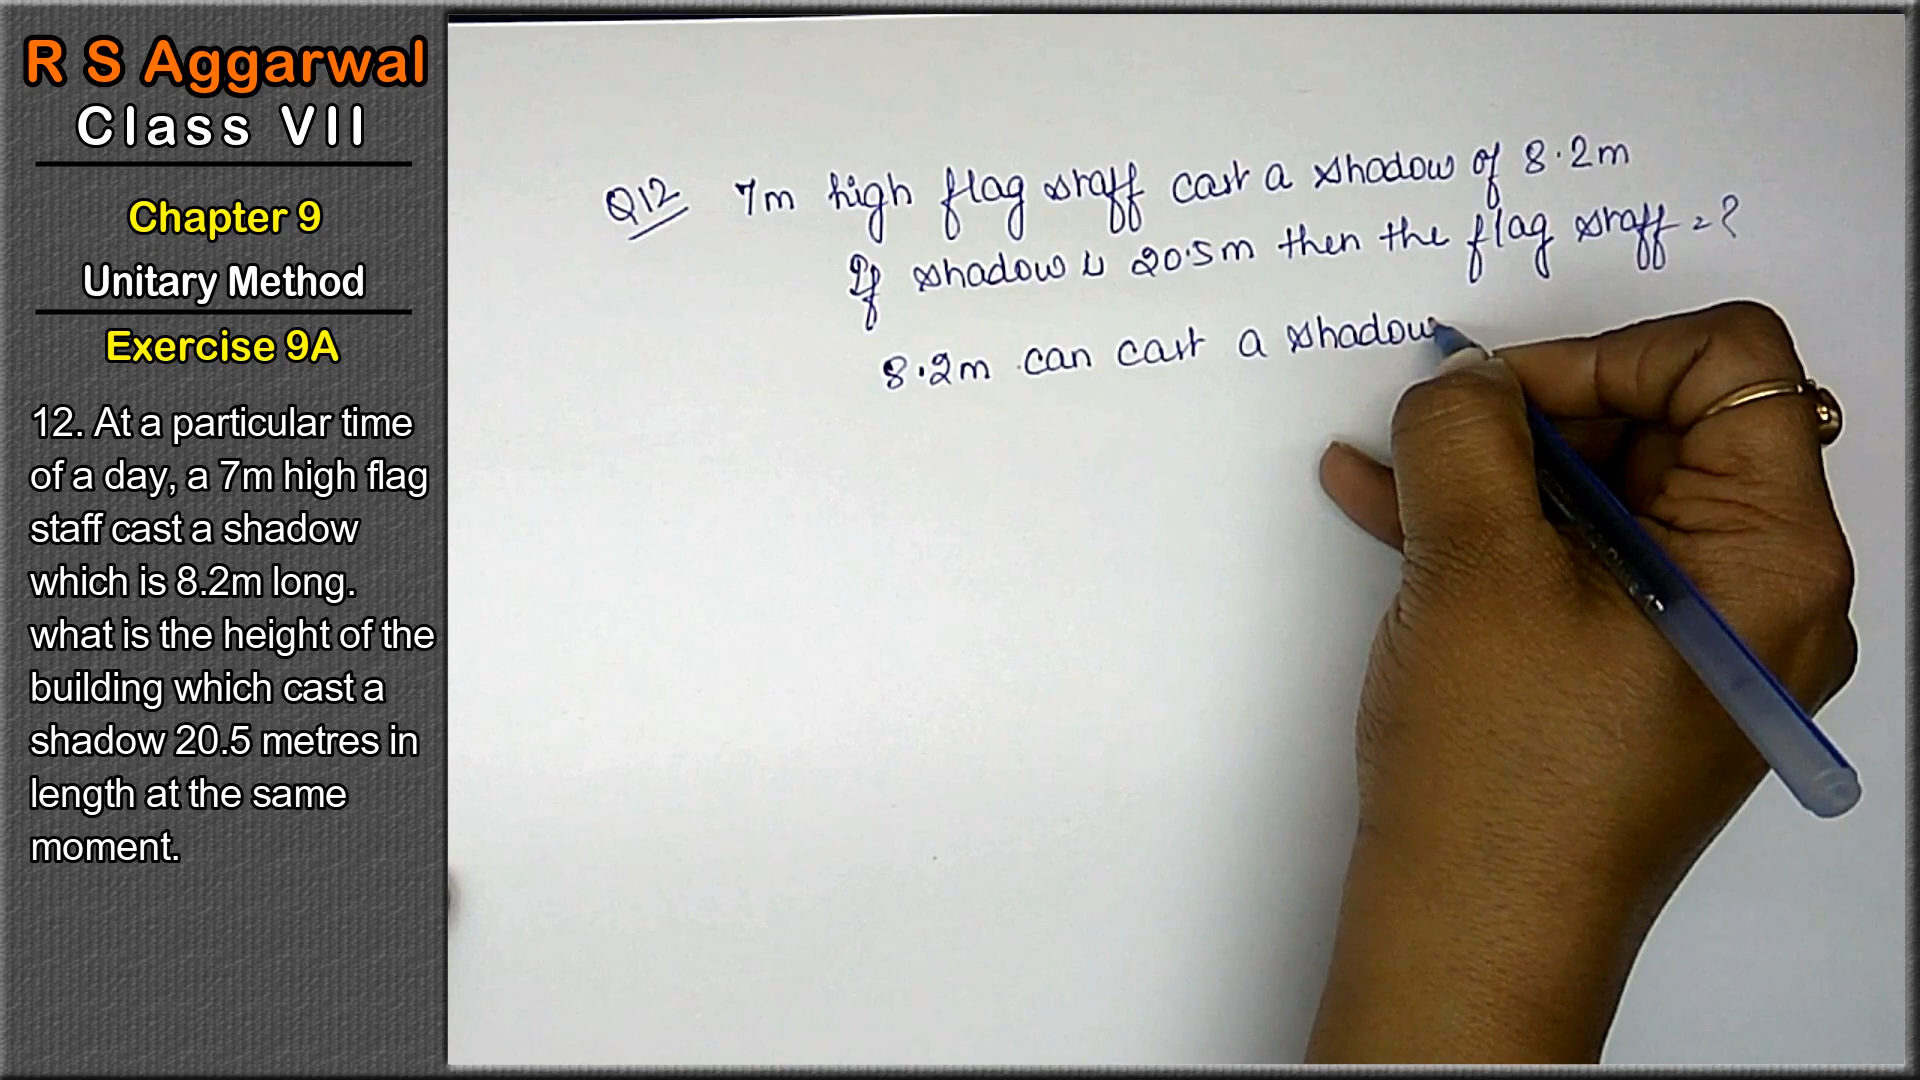 R S Aggarwal
Class VII
Chapter 9
Unitary Method
Exercise 9A
12. At a particular time
of a day, a 7m high flag
staff cast a shadow
which is 8.2m long.
what is the height of the
building which cast a
shadow 20.5 metres in
length at the same
moment.
Q12 7m high flag staff cast a shadow of 8.2m
If shadow is 20.5m then the flag staff = ?
8.2m can cast a shadow